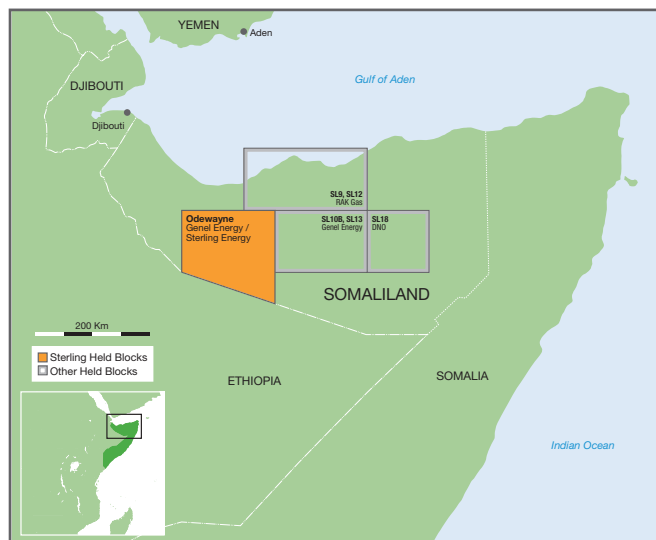 YEMEN
Aden
Gulf of Aden
DJIBOUTI
Djibouti
SL9, SL12
RAK Gas
Odewayne
Genel Energy /
Sterling Energy
SL10B, SL13
Genel Energy
SL18
DNO
SOMALILAND
200 Km
Sterling Held Blocks
Other Held Blocks
ETHIOPIA
SOMALIA
Indian Ocean